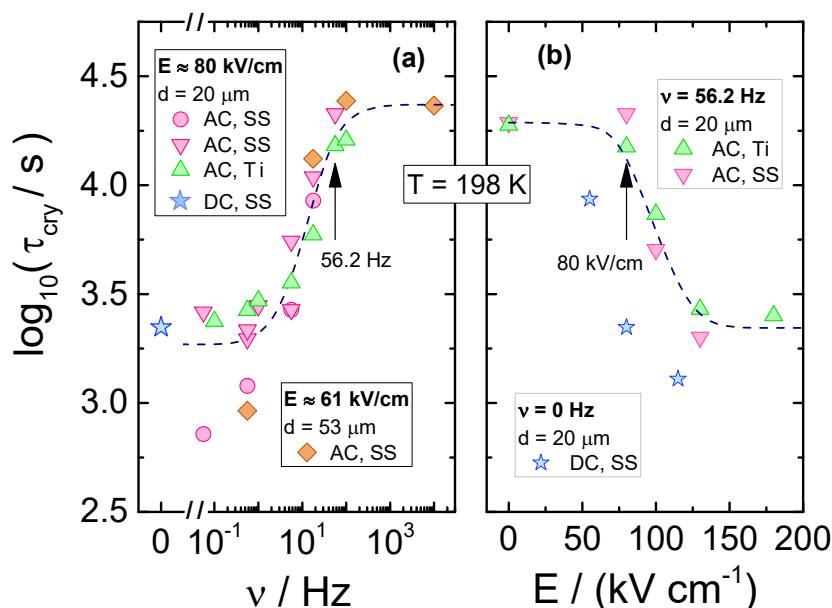 (a)
E ≈ 80 kV/cm
d = 20 μm
AC, SS
AC, SS
AC, Ti
DC, SS
56.2 Hz
E ≈ 61 kV/cm
d = 53 μm
AC, SS
log₁₀(τcry / s)
4.5
4.0
3.5
3.0
2.5
0 10⁻¹ 10¹ 10³
ν / Hz
T = 198 K
(b)
ν = 56.2 Hz
d = 20 μm
AC, Ti
AC, SS
80 kV/cm
ν = 0 Hz
d = 20 μm
DC, SS
0 50 100 150 200
E / (kV cm⁻¹)